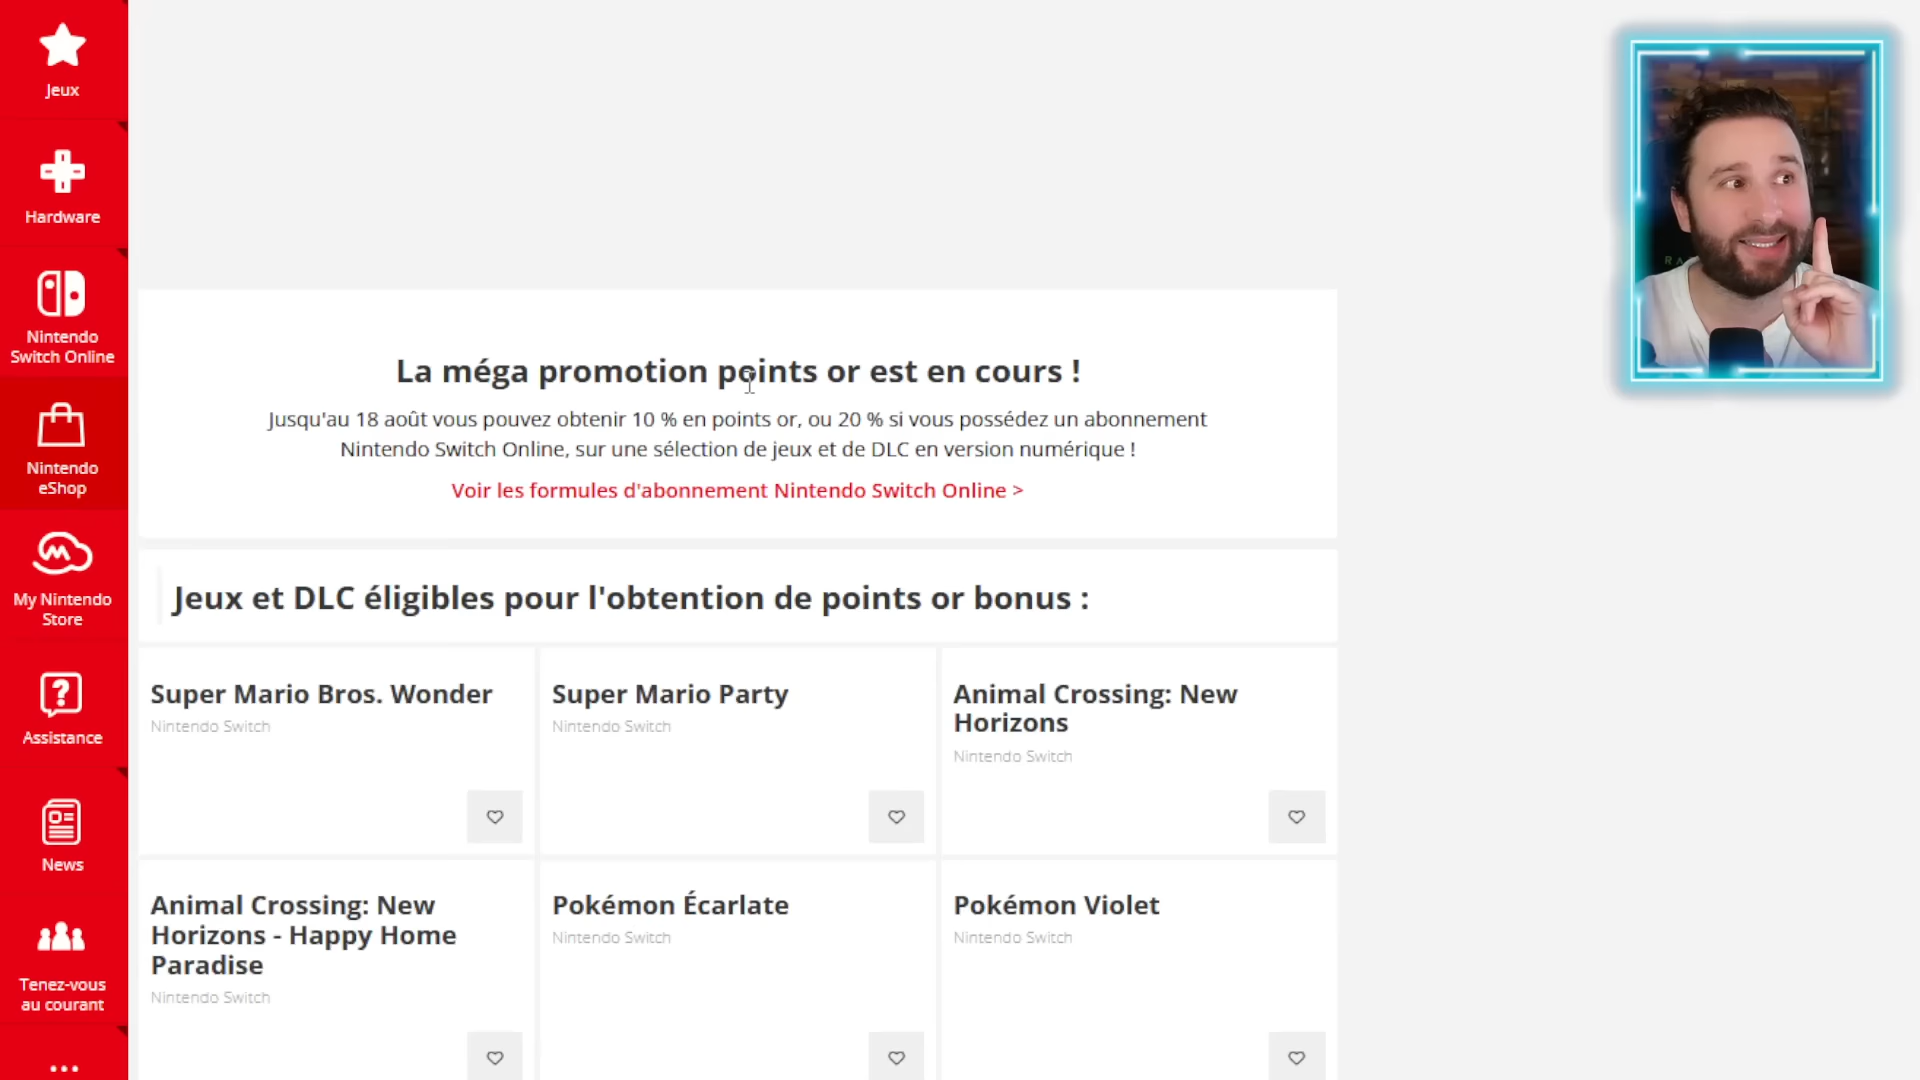 Jeux
Hardware
Nintendo
Switch Online
Nintendo
eShop
My Nintendo
Store
Assistance
News
Tenez-vous
au courant
La méga promotion points or est en cours !
Jusqu'au 18 août vous pouvez obtenir 10 % en points or, ou 20 % si vous possédez un abonnement
Nintendo Switch Online, sur une sélection de jeux et de DLC en version numérique !
Voir les formules d'abonnement Nintendo Switch Online >
Jeux et DLC éligibles pour l'obtention de points or bonus :
Super Mario Bros. Wonder
Nintendo Switch
Super Mario Party
Nintendo Switch
Animal Crossing: New
Horizons
Nintendo Switch
Animal Crossing: New
Horizons - Happy Home
Paradise
Nintendo Switch
Pokémon Écarlate
Nintendo Switch
Pokémon Violet
Nintendo Switch